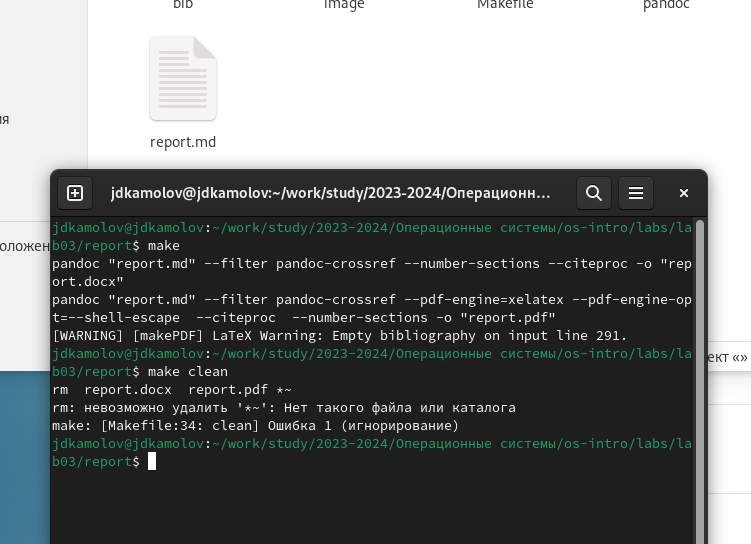 bib
image
Makefile
pandoc
ия
report.md
jdkamolov@jdkamolov:~/work/study/2023-2024/Операционн...
оложен
ект «»
jdkamolov@jdkamolov:~/work/study/2023-2024/Операционные системы/os-intro/labs/la
b03/report$ make
pandoc "report.md" --filter pandoc-crossref --number-sections --citeproc -o "rep
ort.docx"
pandoc "report.md" --filter pandoc-crossref --pdf-engine=xelatex --pdf-engine-op
t=--shell-escape  --citeproc  --number-sections -o "report.pdf"
[WARNING] [makePDF] LaTeX Warning: Empty bibliography on input line 291.
jdkamolov@jdkamolov:~/work/study/2023-2024/Операционные системы/os-intro/labs/la
b03/report$ make clean
rm  report.docx  report.pdf *~
rm: невозможно удалить '*~': Нет такого файла или каталога
make: [Makefile:34: clean] Ошибка 1 (игнорирование)
jdkamolov@jdkamolov:~/work/study/2023-2024/Операционные системы/os-intro/labs/la
b03/report$